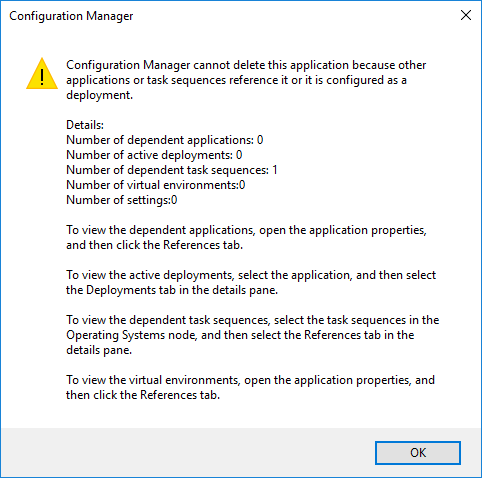 Configuration Manager
Configuration Manager cannot delete this application because other
applications or task sequences reference it or it is configured as a
deployment.
Details:
Number of dependent applications: 0
Number of active deployments: 0
Number of dependent task sequences: 1
Number of virtual environments:0
Number of settings:0
To view the dependent applications, open the application properties,
and then click the References tab.
To view the active deployments, select the application, and then select
the Deployments tab in the details pane.
To view the dependent task sequences, select the task sequences in the
Operating Systems node, and then select the References tab in the
details pane.
To view the virtual environments, open the application properties, and
then click the References tab.
OK